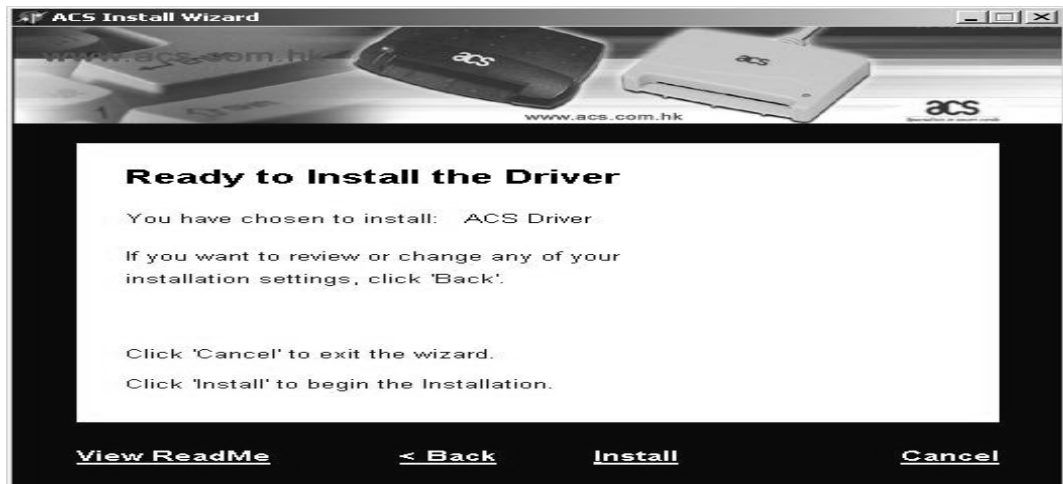 ACS Install Wizard
www.acs.com.hk
acs
acs
www.acs.com.hk
acs
Ready to Install the Driver
You have chosen to install: ACS Driver
If you want to review or change any of your
installation settings, click 'Back'.
Click 'Cancel' to exit the wizard.
Click 'Install' to begin the Installation.
View ReadMe < Back Install Cancel